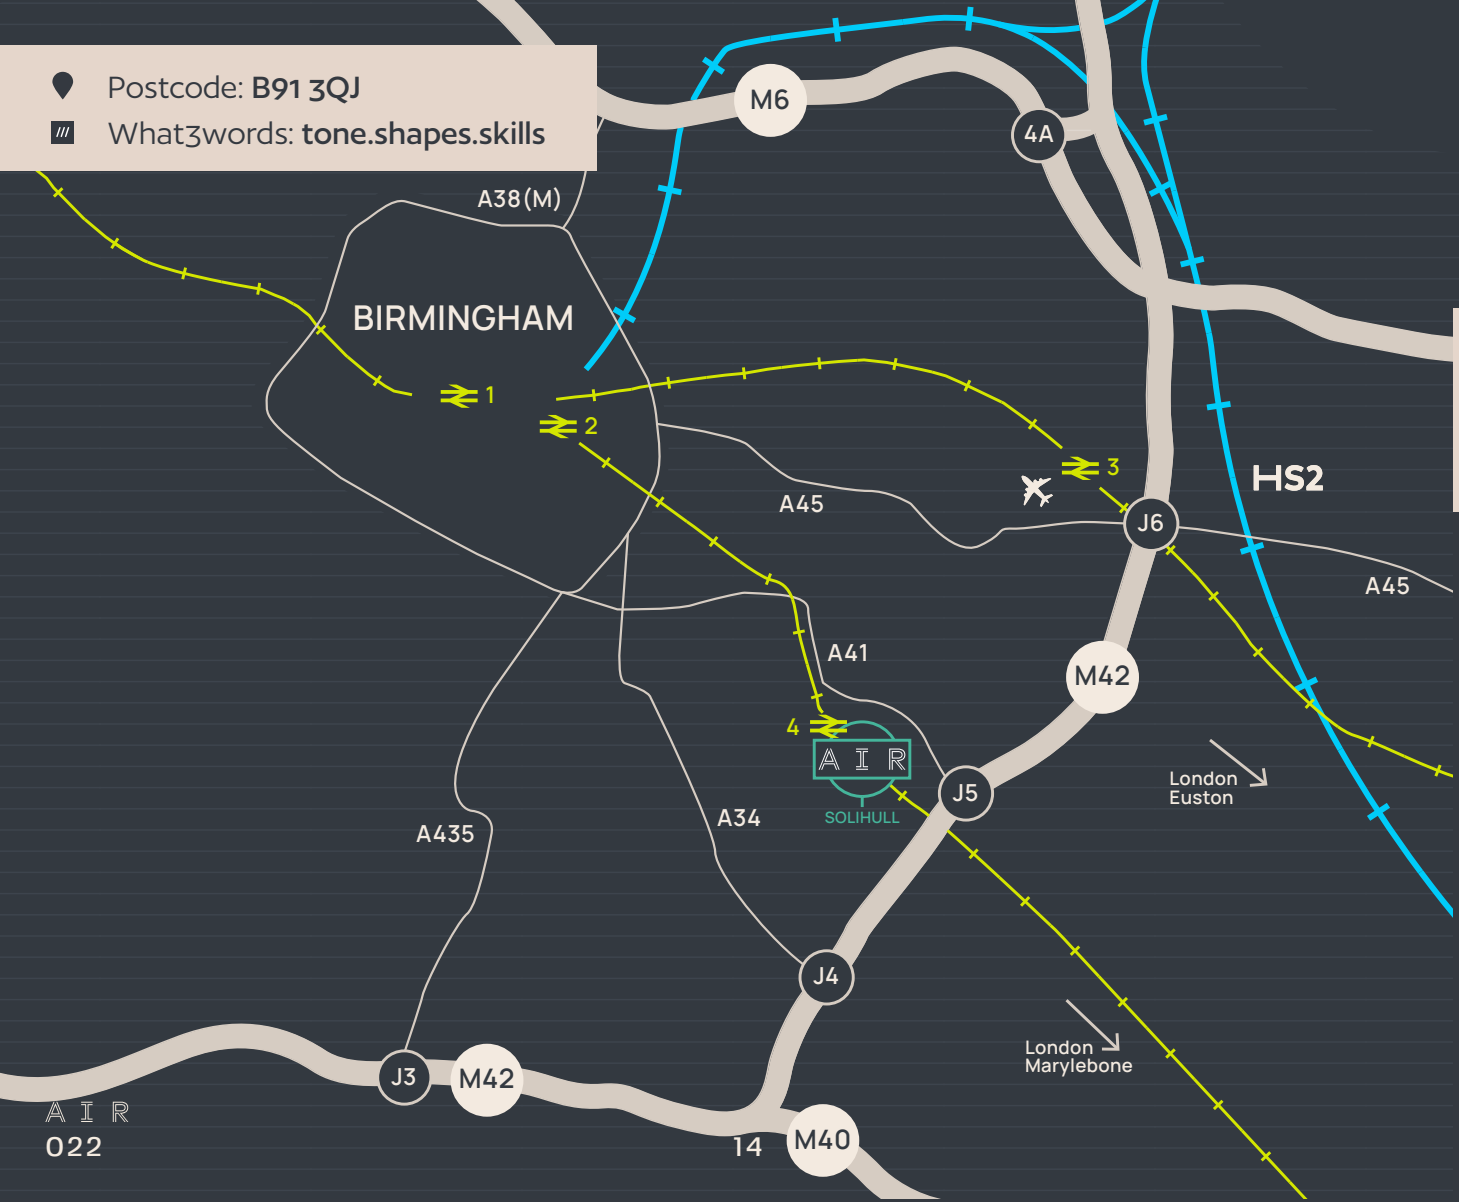 Postcode: B91 3QJ
What3words: tone.shapes.skills
M6
4A
A38(M)
BIRMINGHAM
1
2
3
HS2
A45
J6
A45
A41
M42
4
AIR
SOLIHULL
London
Euston
J5
A34
A435
J4
London
Marylebone
J3
M42
AIR
022
14
M40